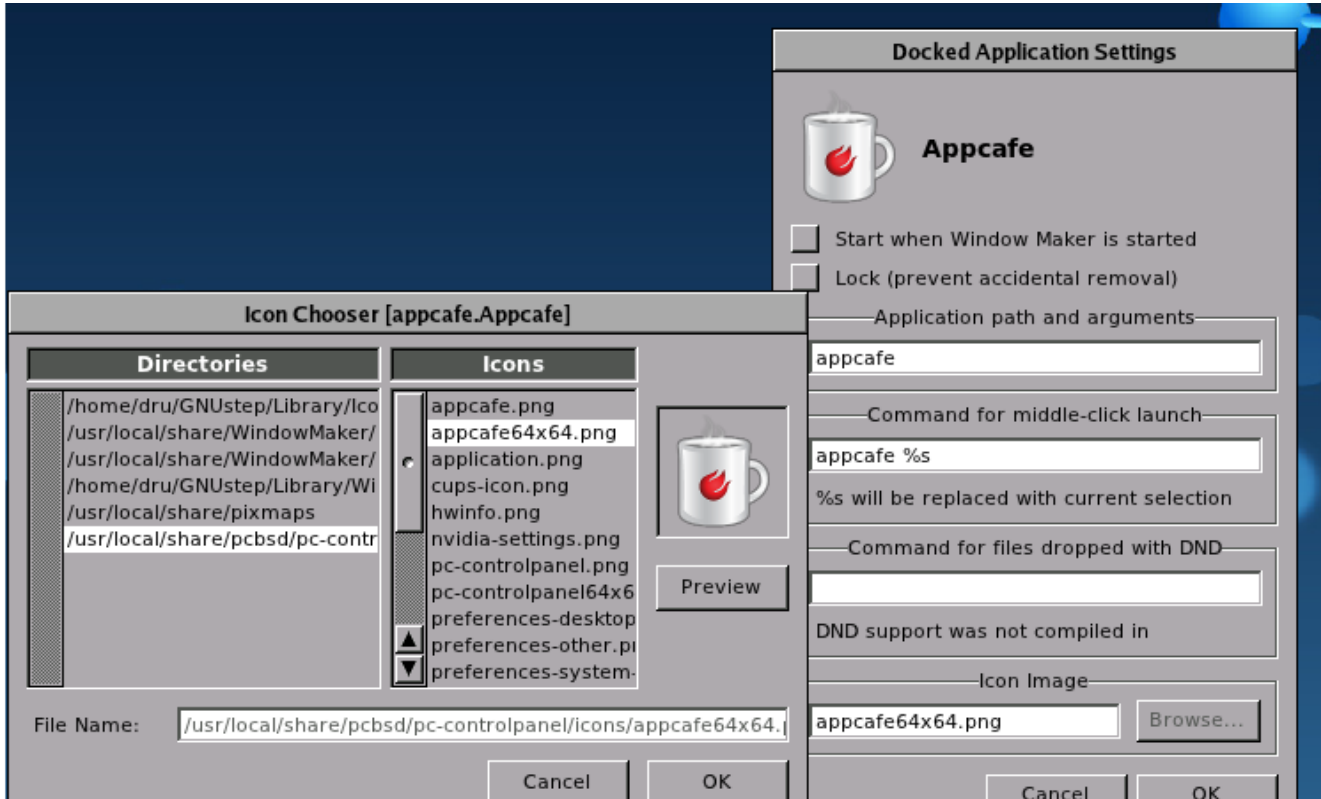 Docked Application Settings
Appcafe
Start when Window Maker is started
Lock (prevent accidental removal)
Application path and arguments
appcafe
Command for middle-click launch
appcafe %s
%s will be replaced with current selection
Command for files dropped with DND
DND support was not compiled in
Icon Image
appcafe64x64.png
Browse...
Cancel
OK
Icon Chooser [appcafe.Appcafe]
Directories
/home/dru/GNUstep/Library/Ico
/usr/local/share/WindowMaker/
/usr/local/share/WindowMaker/
/home/dru/GNUstep/Library/Wi
/usr/local/share/pixmaps
/usr/local/share/pcbsd/pc-contr
Icons
appcafe.png
appcafe64x64.png
application.png
cups-icon.png
hwinfo.png
nvidia-settings.png
pc-controlpanel.png
pc-controlpanel64x6
preferences-desktop
preferences-other.p
preferences-system-
Preview
File Name:
/usr/local/share/pcbsd/pc-controlpanel/icons/appcafe64x64.
Cancel
OK